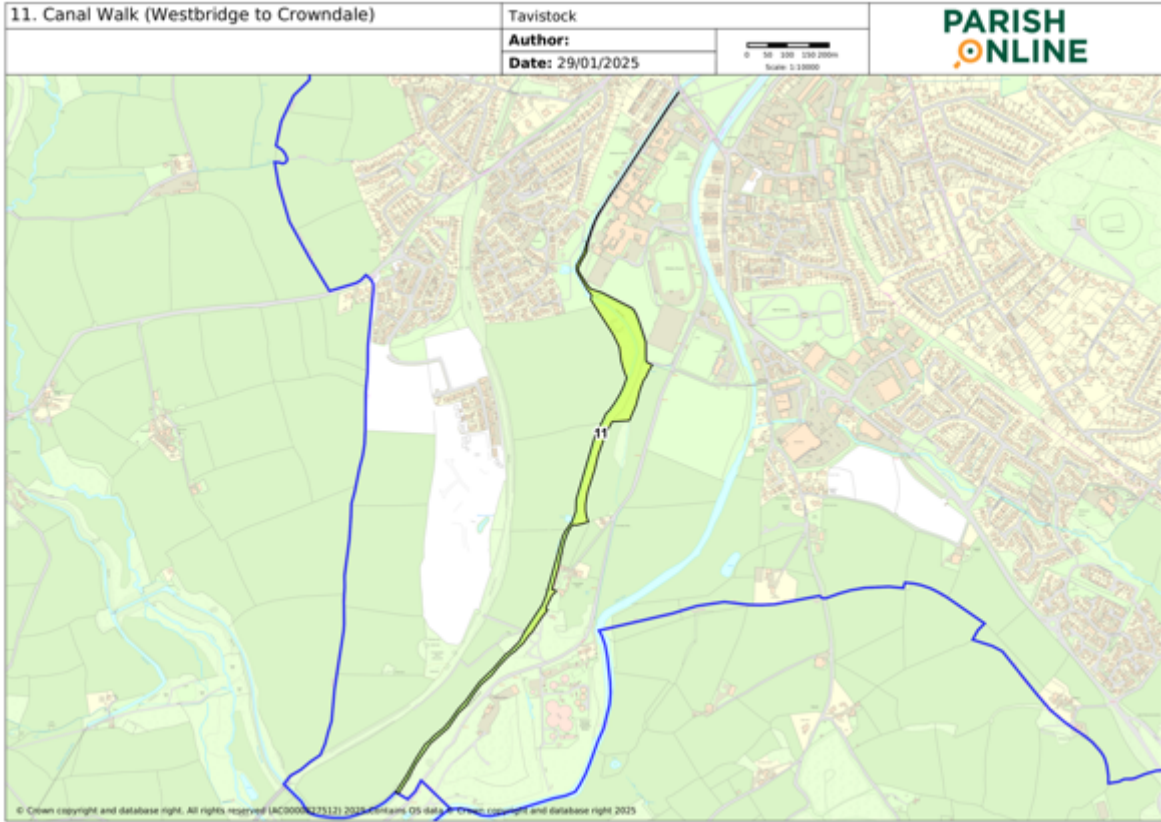 11. Canal Walk (Westbridge to Crowndale)
Tavistock
Author:
Date: 29/01/2025
0 50 100 150 200m
Scale: 1:10000
PARISH
ONLINE
11
© Crown copyright and database right. All rights reserved 2025 Contains OS data © Crown copyright and database right 2025